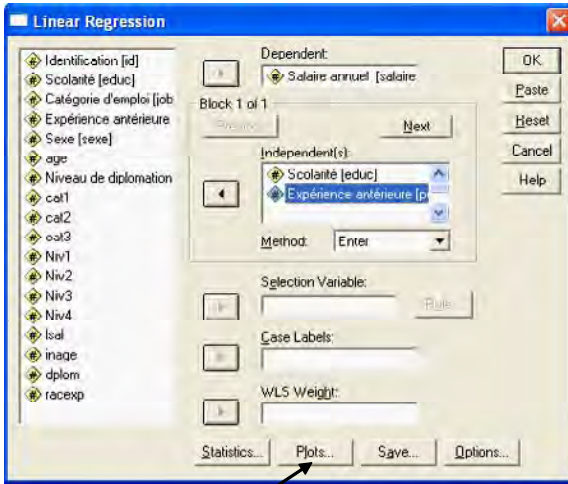 Linear Regression
Identification [id]
Scolarité [educ]
Catégorie d'emploi [job
Expérience antérieure
Sexe [sexe]
age
Niveau de diplomation
cat1
cat2
cat3
Niv1
Niv2
Niv3
Niv4
lsal
inage
dplom
racexp
Dependent:
Salaire annuel [salaire
Block 1 of 1
Previous
Next
Independent(s):
Scolarité [educ]
Expérience antérieure [p
Method:
Enter
Selection Variable:
Rule...
Case Labels:
WLS Weight:
Statistics...
Plots...
Save...
Options...
OK
Paste
Reset
Cancel
Help